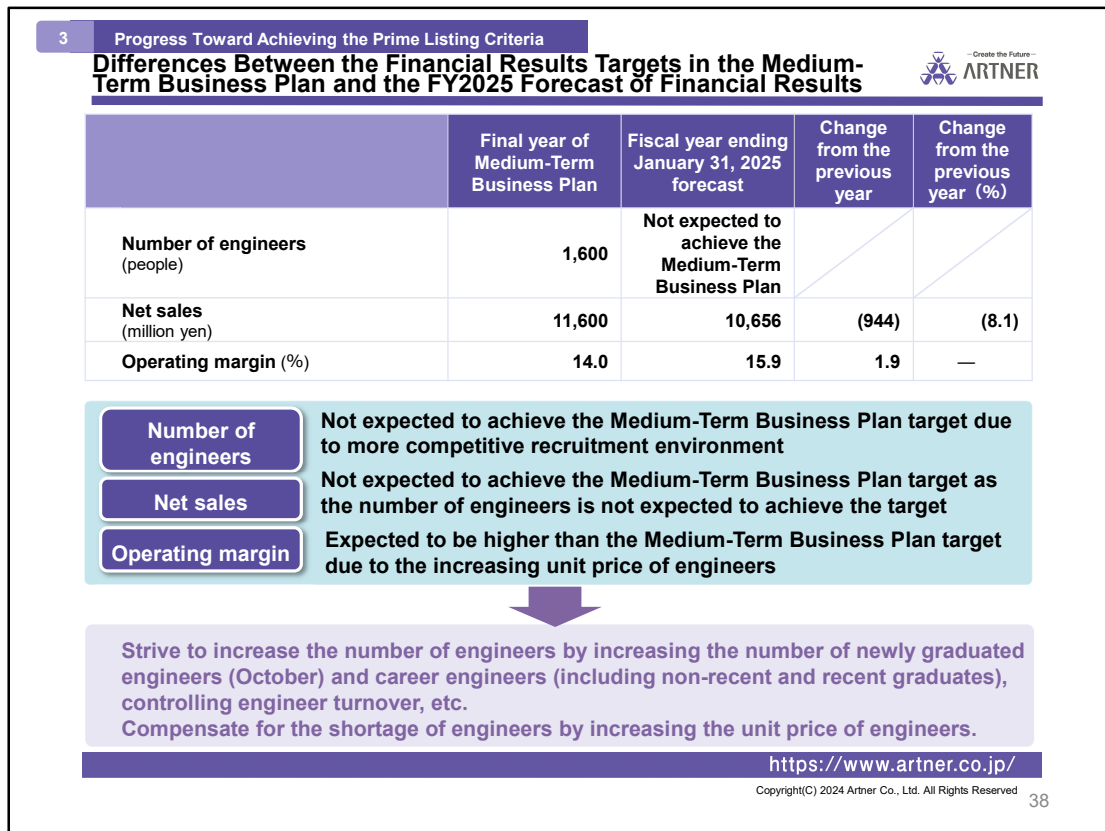 3
Progress Toward Achieving the Prime Listing Criteria
Differences Between the Financial Results Targets in the Medium-
Term Business Plan and the FY2025 Forecast of Financial Results
—Create the Future—
ARTNER
Final year of
Medium-Term
Business Plan
Fiscal year ending
January 31, 2025
forecast
Change
from the
previous
year
Change
from the
previous
year（%）
Number of engineers
(people)
1,600
Not expected to
achieve the
Medium-Term
Business Plan
Net sales
(million yen)
11,600
10,656
(944)
(8.1)
Operating margin (%)
14.0
15.9
1.9
—
Number of
engineers
Not expected to achieve the Medium-Term Business Plan target due
to more competitive recruitment environment
Net sales
Not expected to achieve the Medium-Term Business Plan target as
the number of engineers is not expected to achieve the target
Operating margin
Expected to be higher than the Medium-Term Business Plan target
due to the increasing unit price of engineers
Strive to increase the number of engineers by increasing the number of newly graduated
engineers (October) and career engineers (including non-recent and recent graduates),
controlling engineer turnover, etc.
Compensate for the shortage of engineers by increasing the unit price of engineers.
https://www.artner.co.jp/
Copyright(C) 2024 Artner Co., Ltd. All Rights Reserved
38